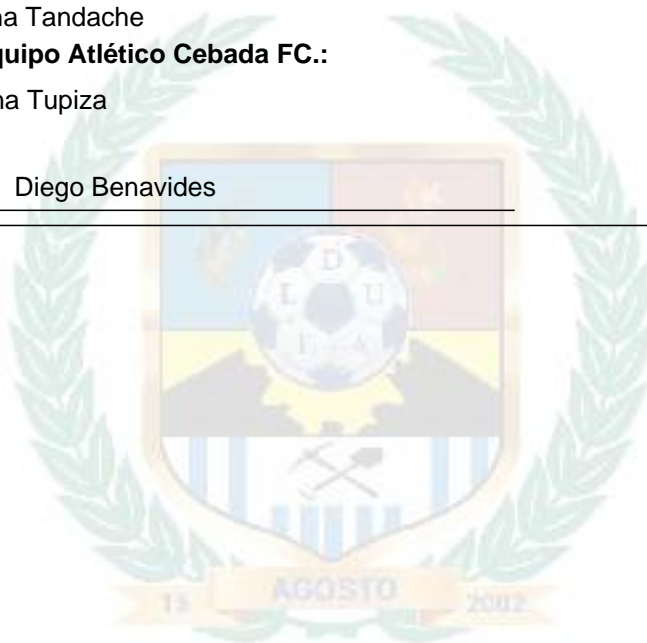 na Tandache
quipo Atlético Cebada FC.:
na Tupiza
Diego Benavides
D
L U
E A
15 AGOSTO 2002